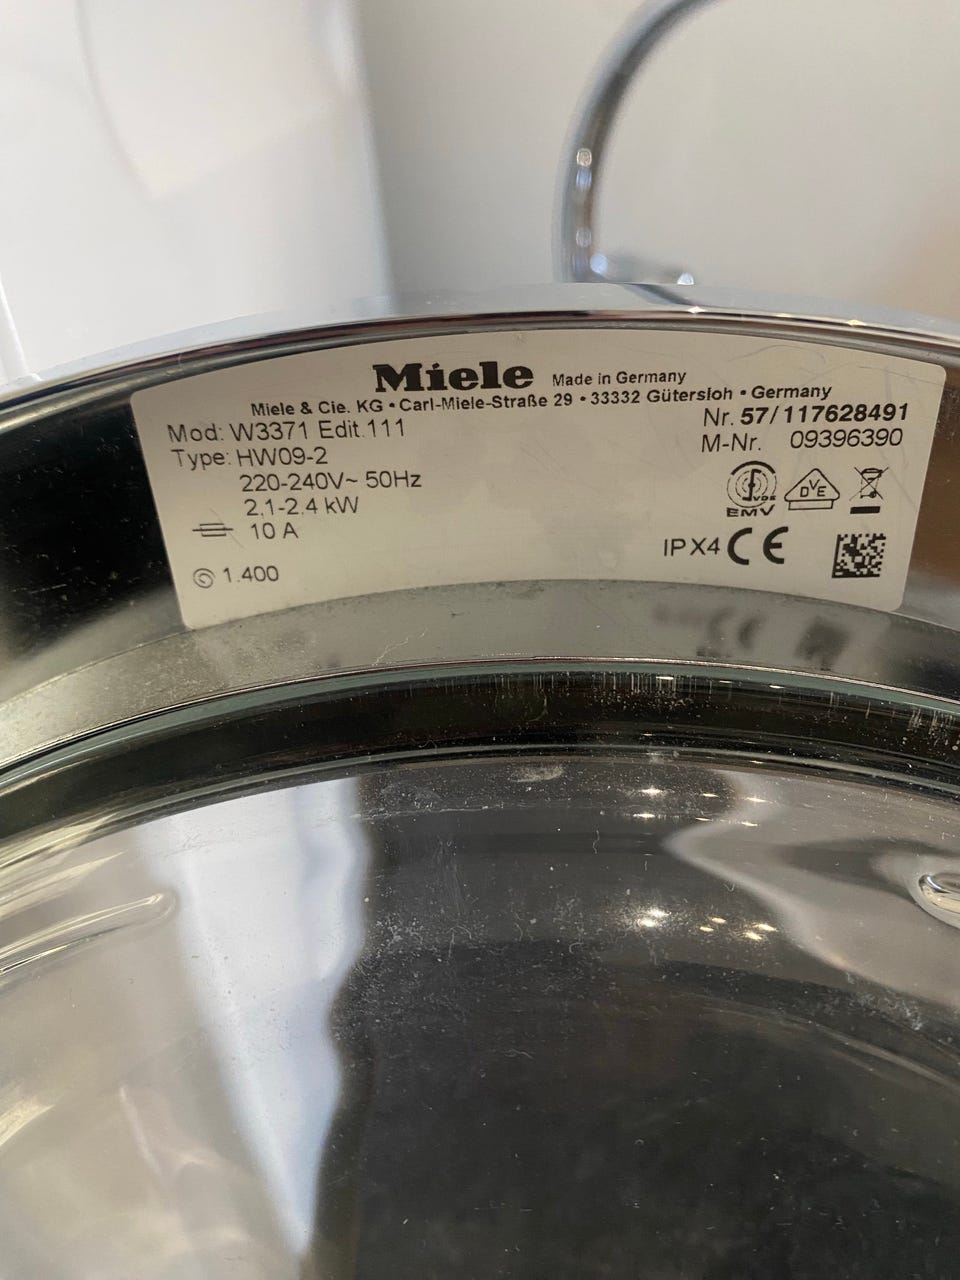 Miele Made in Germany
Miele & Cie. KG • Carl-Miele-Straße 29 • 33332 Gütersloh • Germany
Mod: W3371 Edit.111
Nr. 57/117628491
Type: HW09-2
M-Nr. 09396390
220-240V~ 50Hz
2,1-2,4 kW
10 A
VDE
EMV
DVE
IPX4 CE
1.400